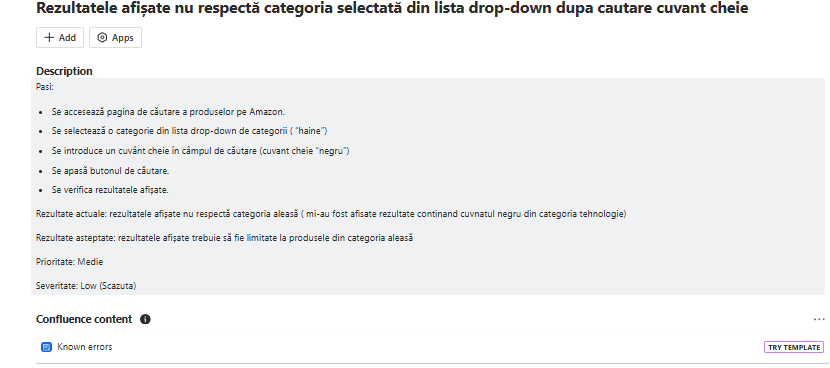 Rezultatele afișate nu respectă categoria selectată din lista drop-down dupa cautare cuvant cheie
Add
Apps
Description
Pasi:
• Se accesează pagina de căutare a produselor pe Amazon.
• Se selectează o categorie din lista drop-down de categorii ( "haine")
• Se introduce un cuvânt cheie în câmpul de căutare (cuvant cheie "negru")
• Se apasă butonul de căutare.
• Se verifica rezultatele afișate.
Rezultate actuale: rezultatele afișate nu respectă categoria aleasă ( mi-au fost afisate rezultate continand cuvnatul negru din categoria tehnologie)
Rezultate asteptate: rezultatele afișate trebuie să fie limitate la produsele din categoria aleasă
Prioritate: Medie
Severitate: Low (Scazuta)
Confluence content
Known errors
TRY TEMPLATE